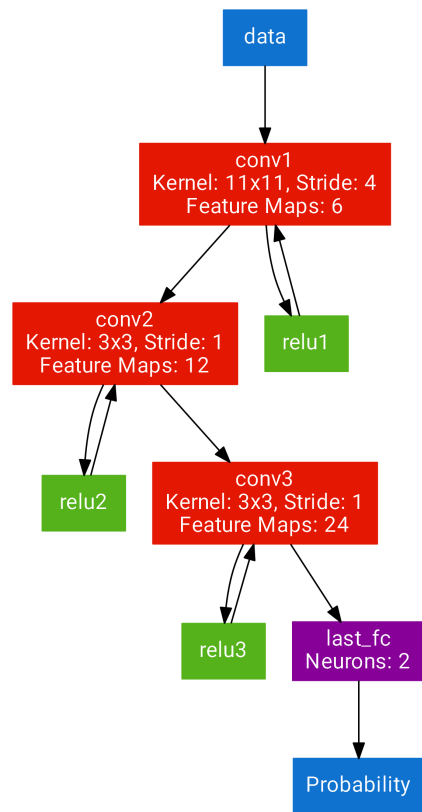 data
conv1
Kernel: 11x11, Stride: 4
Feature Maps: 6
conv2
Kernel: 3x3, Stride: 1
Feature Maps: 12
relu1
conv3
Kernel: 3x3, Stride: 1
Feature Maps: 24
relu2
last_fc
Neurons: 2
relu3
Probability